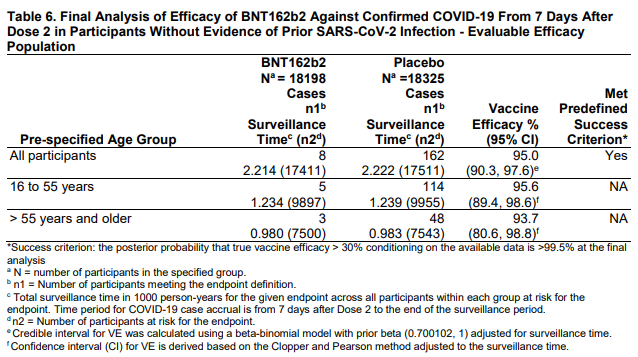 Table 6. Final Analysis of Efficacy of BNT162b2 Against Confirmed COVID-19 From 7 Days After
Dose 2 in Participants Without Evidence of Prior SARS-CoV-2 Infection - Evaluable Efficacy
Population
BNT162b2 Placebo
Nᵃ = 18198 Nᵃ =18325
Cases Cases Met
n1ᵇ n1ᵇ Vaccine Predefined
Surveillance Surveillance Efficacy % Success
Pre-specified Age Group Timeᶜ (n2ᵈ) Timeᶜ (n2ᵈ) (95% CI) Criterion*
All participants 8 162 95.0 Yes
2.214 (17411) 2.222 (17511) (90.3, 97.6)ᵉ
16 to 55 years 5 114 95.6 NA
1.234 (9897) 1.239 (9955) (89.4, 98.6)ᶠ
> 55 years and older 3 48 93.7 NA
0.980 (7500) 0.983 (7543) (80.6, 98.8)ᶠ
*Success criterion: the posterior probability that true vaccine efficacy > 30% conditioning on the available data is >99.5% at the final
analysis
ᵃ N = number of participants in the specified group.
ᵇ n1 = Number of participants meeting the endpoint definition.
ᶜ Total surveillance time in 1000 person-years for the given endpoint across all participants within each group at risk for the
endpoint. Time period for COVID-19 case accrual is from 7 days after Dose 2 to the end of the surveillance period.
ᵈ n2 = Number of participants at risk for the endpoint.
ᵉ Credible interval for VE was calculated using a beta-binomial model with prior beta (0.700102, 1) adjusted for surveillance time.
ᶠ Confidence interval (CI) for VE is derived based on the Clopper and Pearson method adjusted to the surveillance time.